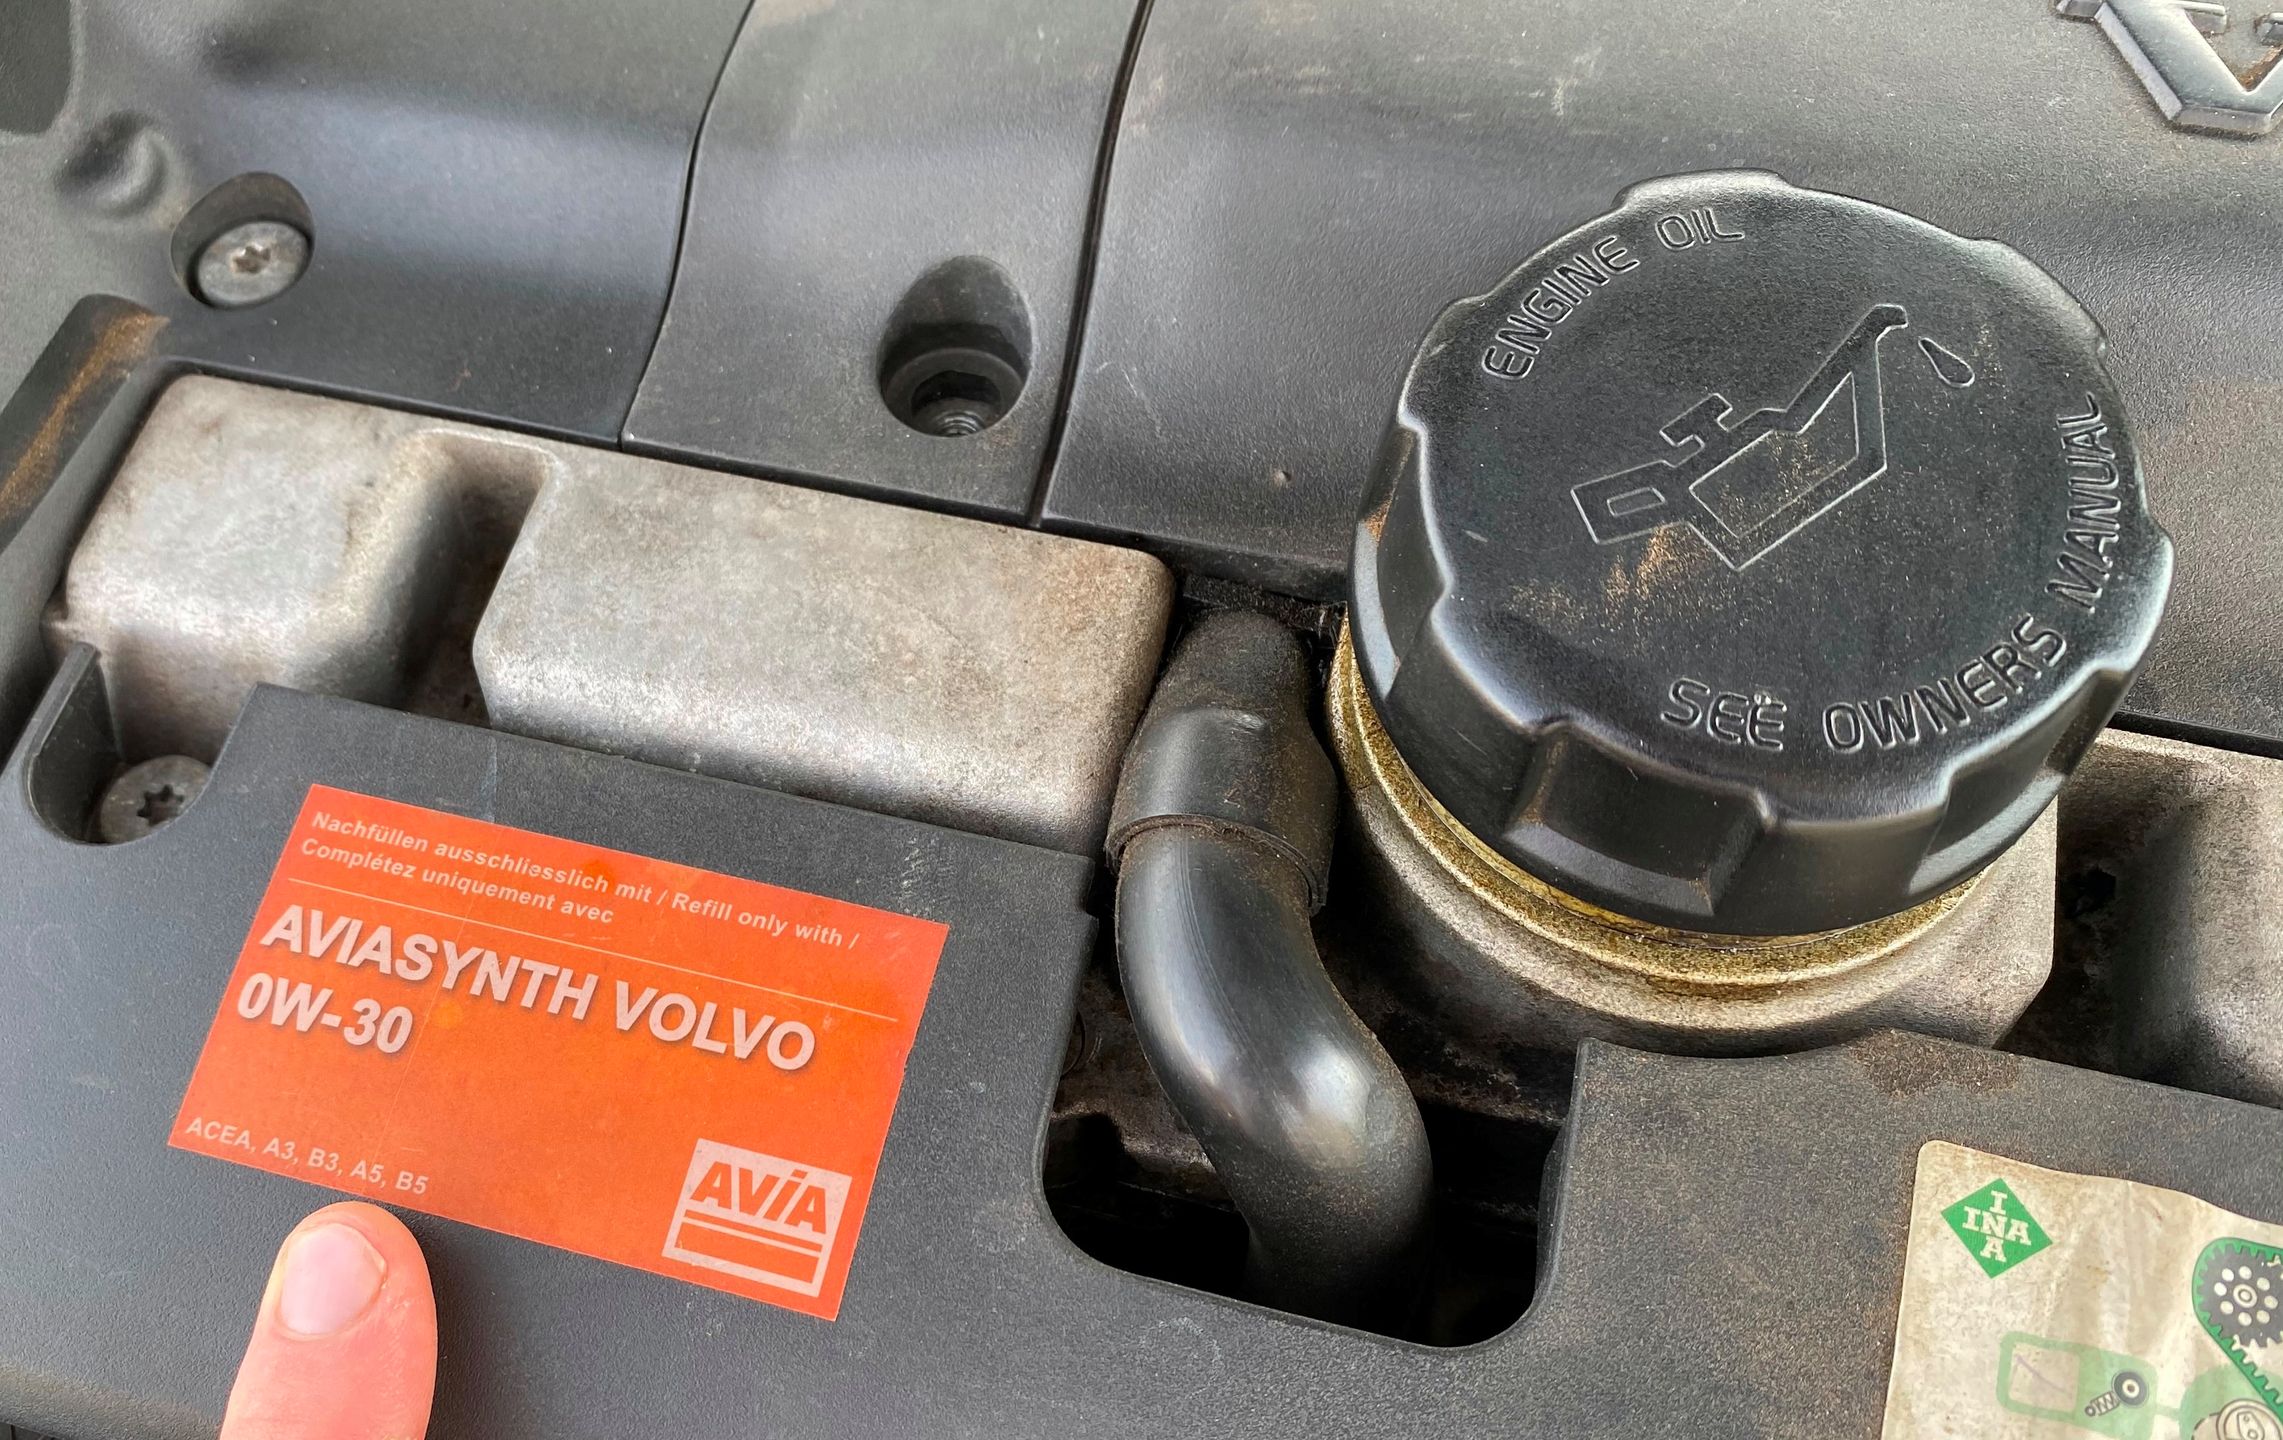 ENGINE OIL
SEE OWNERS MANUAL
Nachfüllen ausschliesslich mit / Refill only with /
Complétez uniquement avec
AVIASYNTH VOLVO
0W-30
ACEA, A3, B3, A5, B5
AVIA
INA
INA